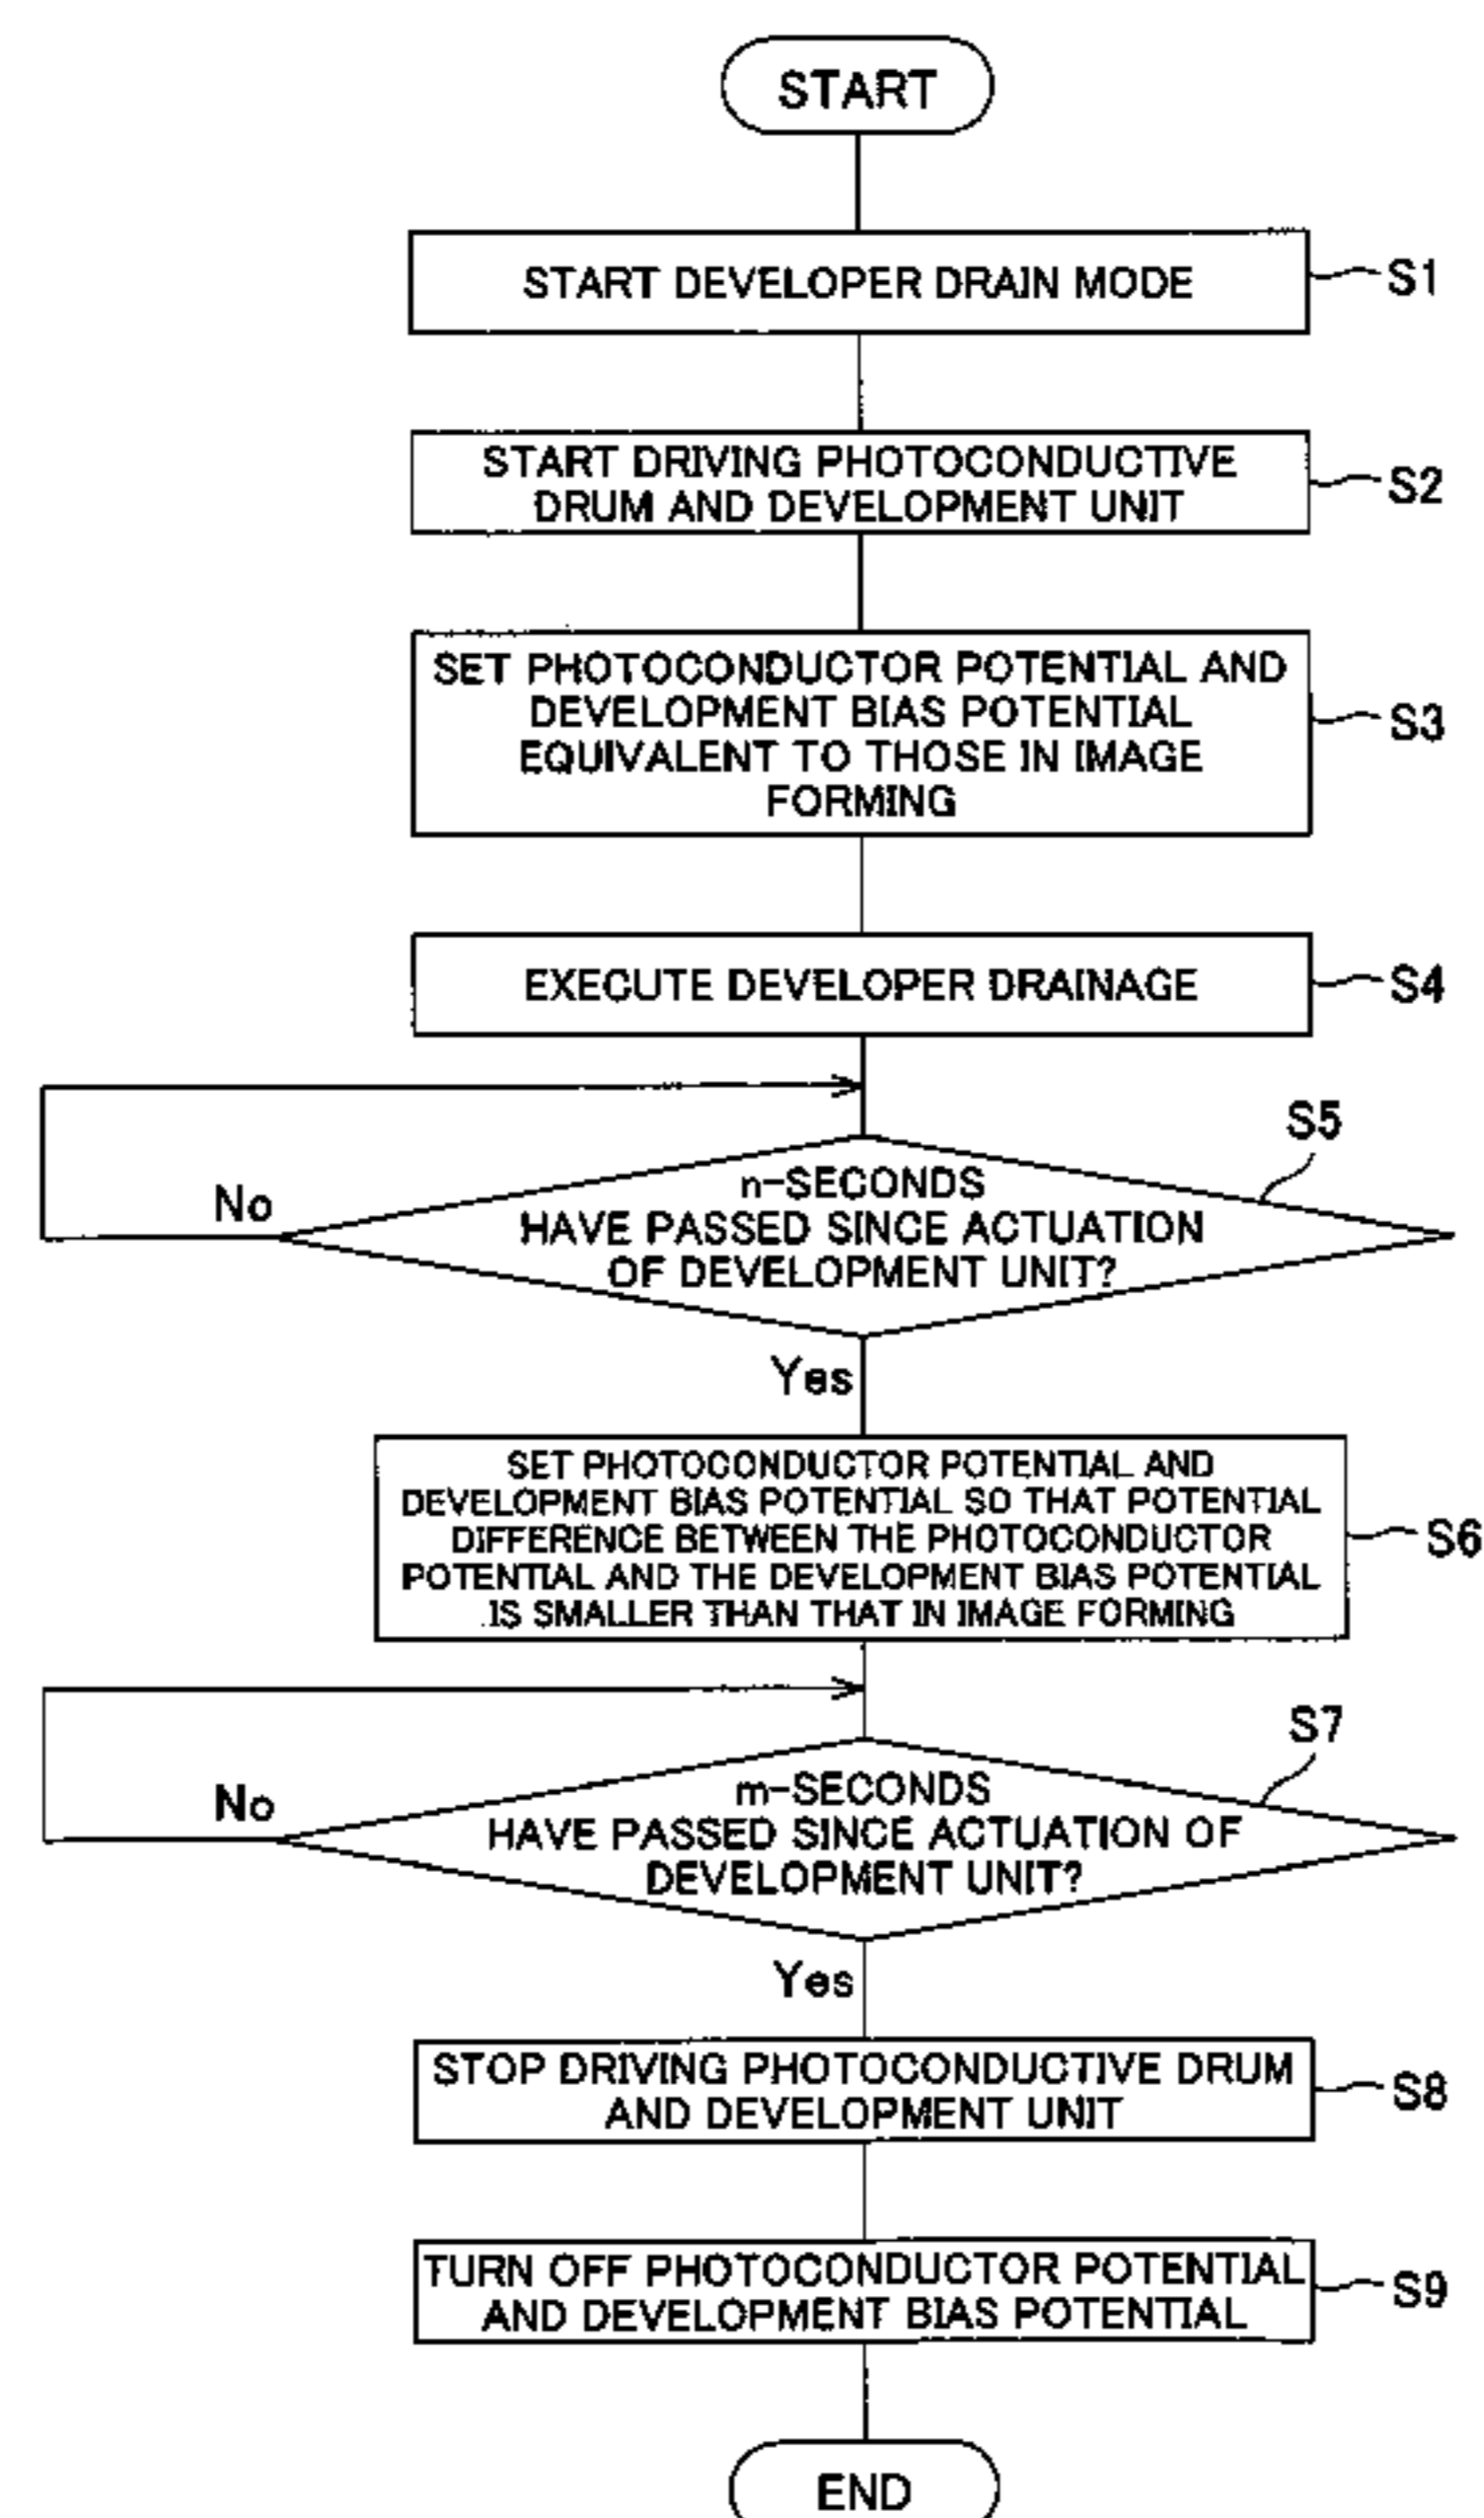 START
START DEVELOPER DRAIN MODE
S1
START DRIVING PHOTOCONDUCTIVE
DRUM AND DEVELOPMENT UNIT
S2
SET PHOTOCONDUCTOR POTENTIAL AND
DEVELOPMENT BIAS POTENTIAL
EQUIVALENT TO THOSE IN IMAGE
FORMING
S3
EXECUTE DEVELOPER DRAINAGE
S4
S5
n-SECONDS
HAVE PASSED SINCE ACTUATION
OF DEVELOPMENT UNIT?
No
Yes
SET PHOTOCONDUCTOR POTENTIAL AND
DEVELOPMENT BIAS POTENTIAL SO THAT POTENTIAL
DIFFERENCE BETWEEN THE PHOTOCONDUCTOR
POTENTIAL AND THE DEVELOPMENT BIAS POTENTIAL
IS SMALLER THAN THAT IN IMAGE FORMING
S6
S7
m-SECONDS
HAVE PASSED SINCE ACTUATION OF
DEVELOPMENT UNIT?
No
Yes
STOP DRIVING PHOTOCONDUCTIVE DRUM
AND DEVELOPMENT UNIT
S8
TURN OFF PHOTOCONDUCTOR POTENTIAL
AND DEVELOPMENT BIAS POTENTIAL
S9
END